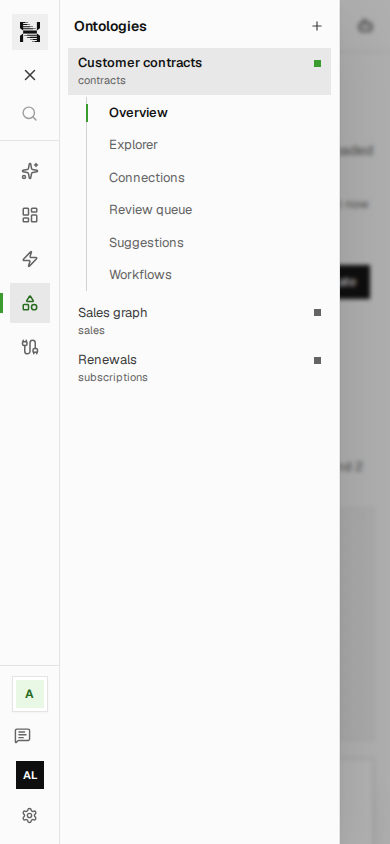 Ontologies
Customer contracts
contracts
Overview
Explorer
Connections
Review queue
Suggestions
Workflows
Sales graph
sales
Renewals
subscriptions
A
AL